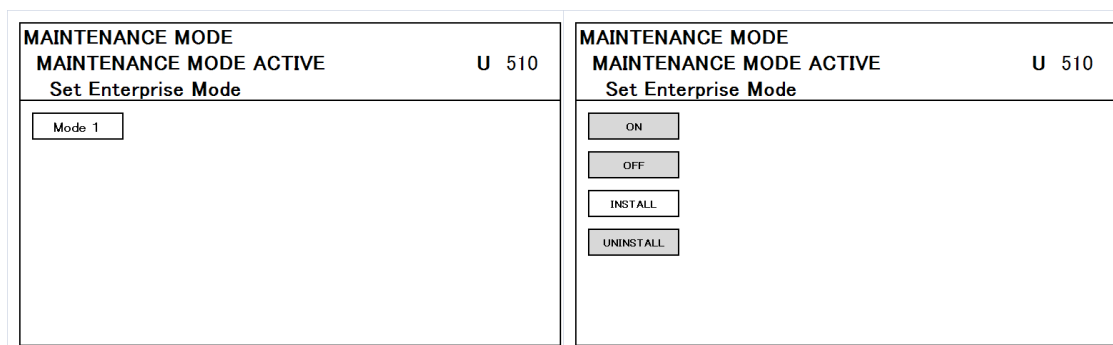 MAINTENANCE MODE
MAINTENANCE MODE ACTIVE U 510
Set Enterprise Mode
Mode 1
MAINTENANCE MODE
MAINTENANCE MODE ACTIVE U 510
Set Enterprise Mode
ON
OFF
INSTALL
UNINSTALL